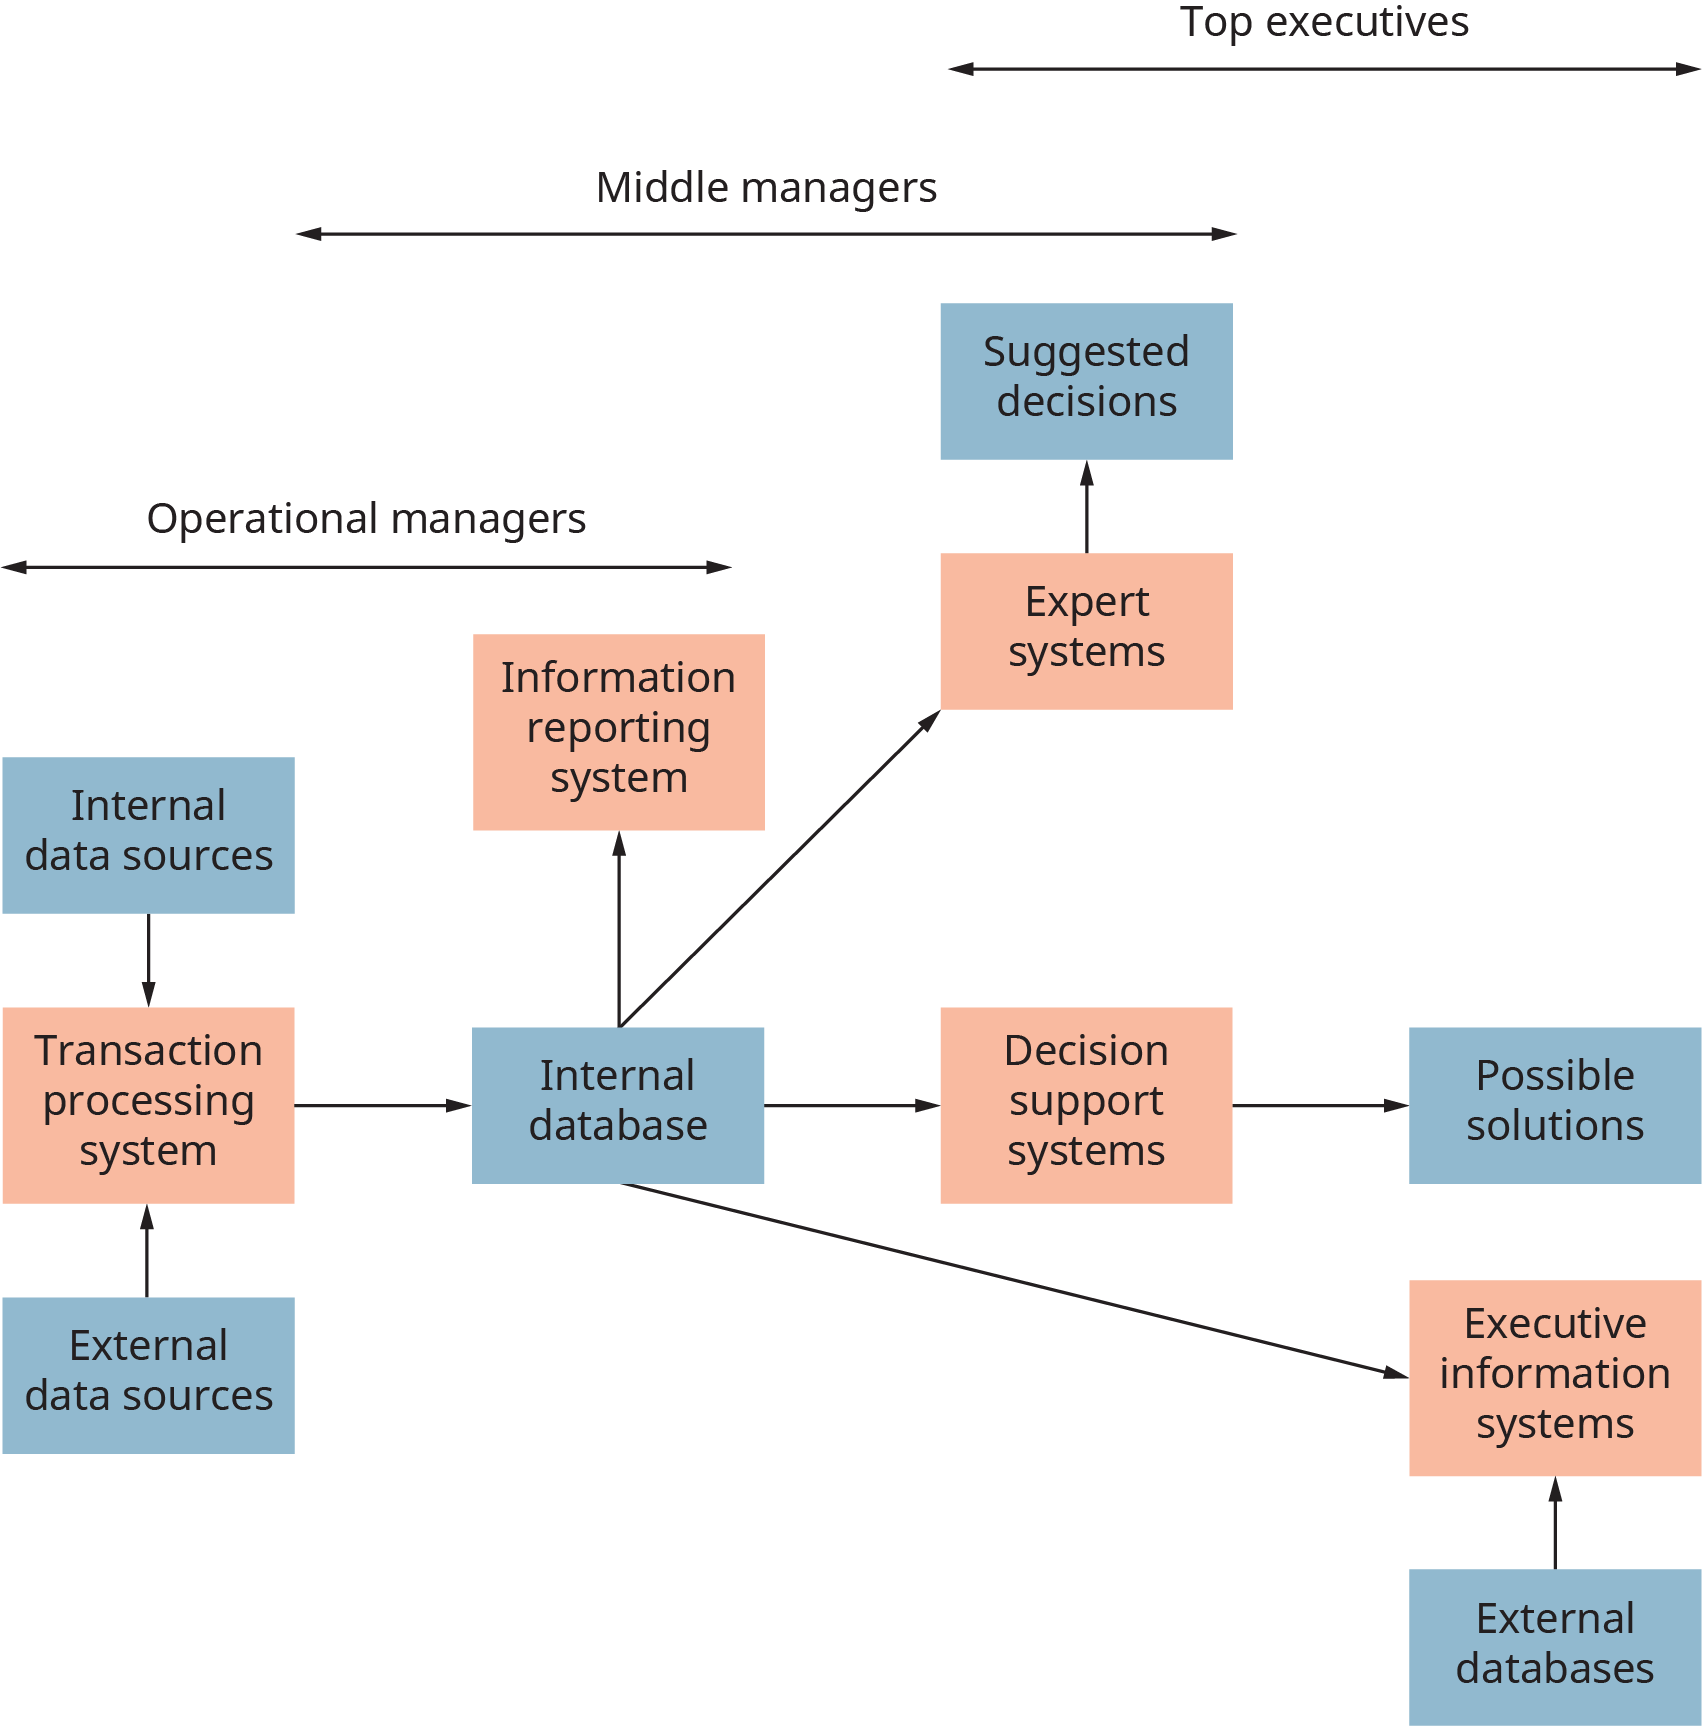 Top executives
Middle managers
Suggested
decisions
Operational managers
Expert
systems
Information
reporting
system
Internal
data sources
Transaction
processing
system
Internal
database
Decision
support
systems
Possible
solutions
External
data sources
Executive
information
systems
External
databases